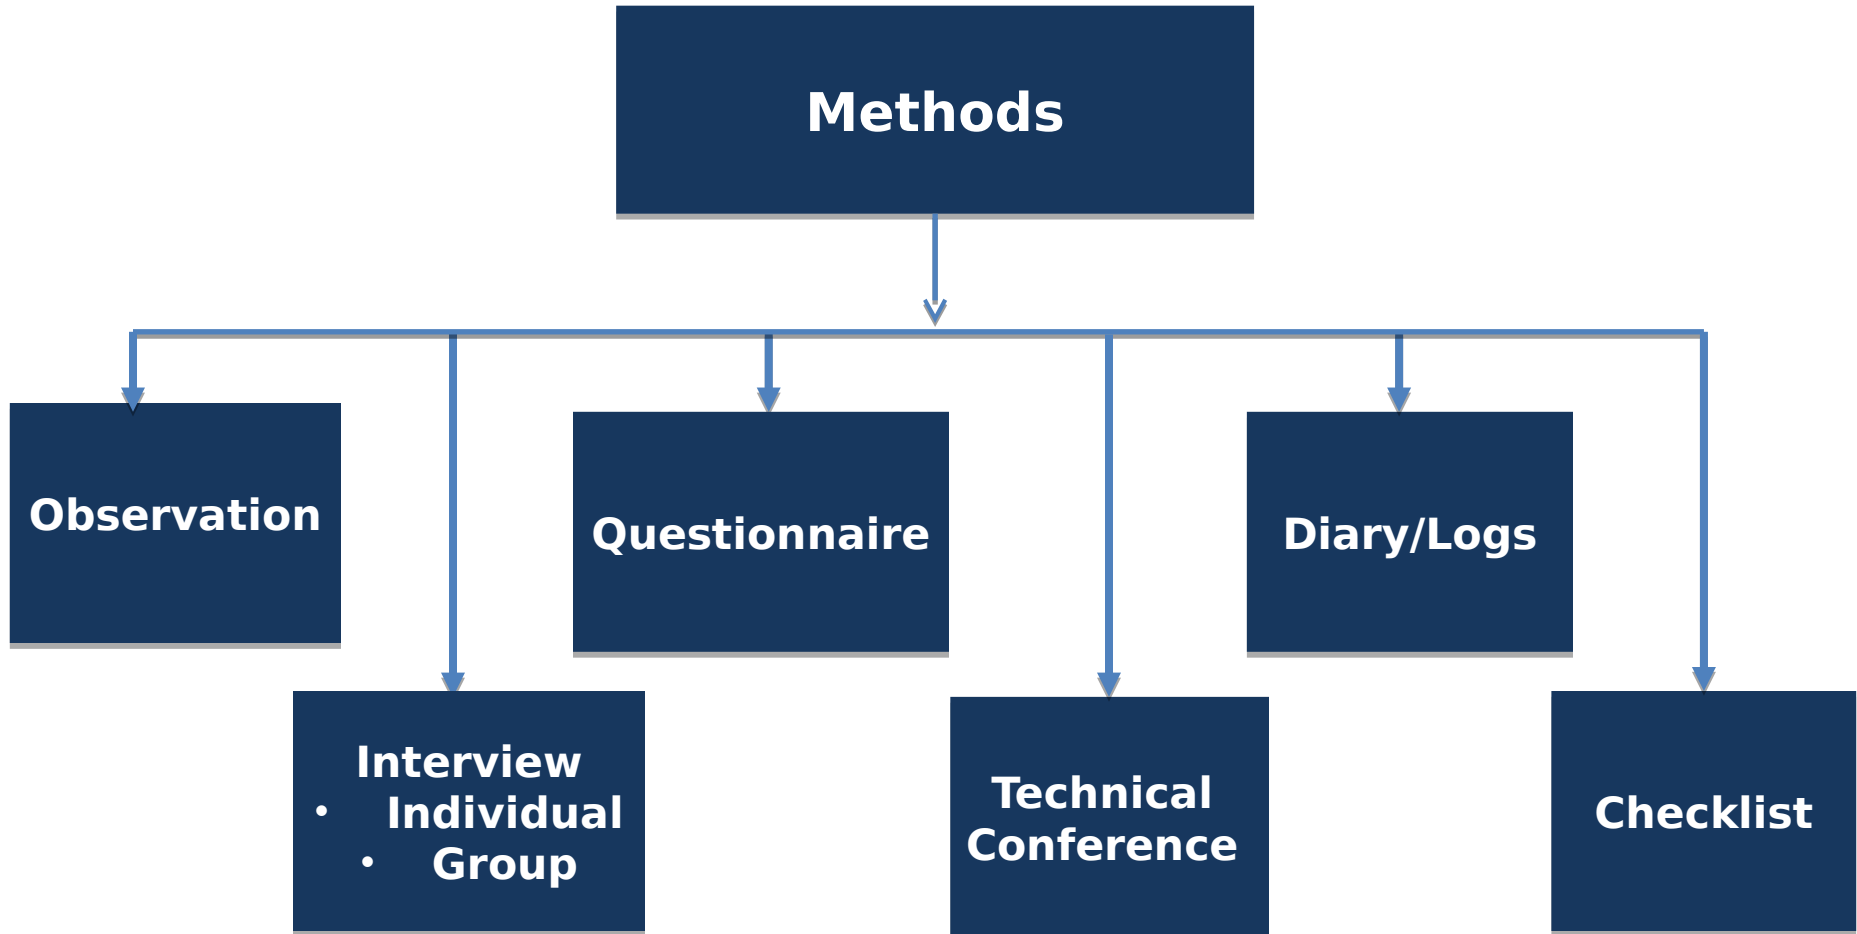 Methods
Observation
Questionnaire
Diary/Logs
Interview
• Individual
• Group
Technical
Conference
Checklist